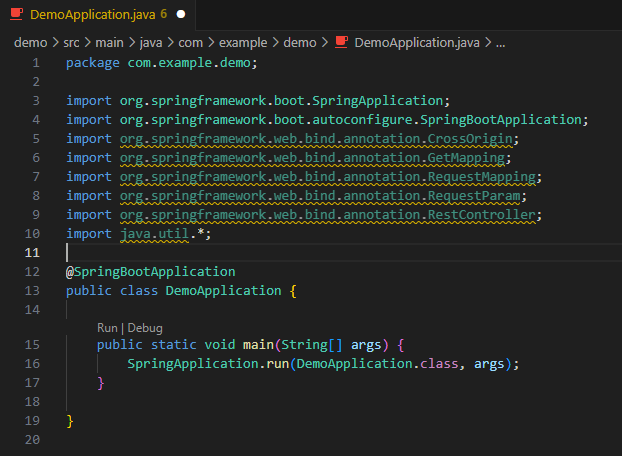 DemoApplication.java 6
demo > src > main > java > com > example > demo > DemoApplication.java > ...
1 package com.example.demo;
2
3 import org.springframework.boot.SpringApplication;
4 import org.springframework.boot.autoconfigure.SpringBootApplication;
5 import org.springframework.web.bind.annotation.CrossOrigin;
6 import org.springframework.web.bind.annotation.GetMapping;
7 import org.springframework.web.bind.annotation.RequestMapping;
8 import org.springframework.web.bind.annotation.RequestParam;
9 import org.springframework.web.bind.annotation.RestController;
10 import java.util.*;
11
12 @SpringBootApplication
13 public class DemoApplication {
14
Run | Debug
15 public static void main(String[] args) {
16 SpringApplication.run(DemoApplication.class, args);
17 }
18
19 }
20